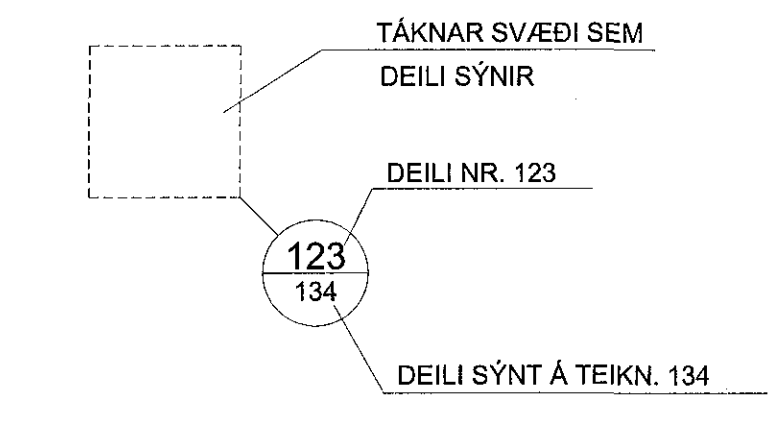 TÁKNAR SVÆÐI SEM
DEILI SÝNIR
DEILI NR. 123
123
134
DEILI SÝNT Á TEIKN. 134